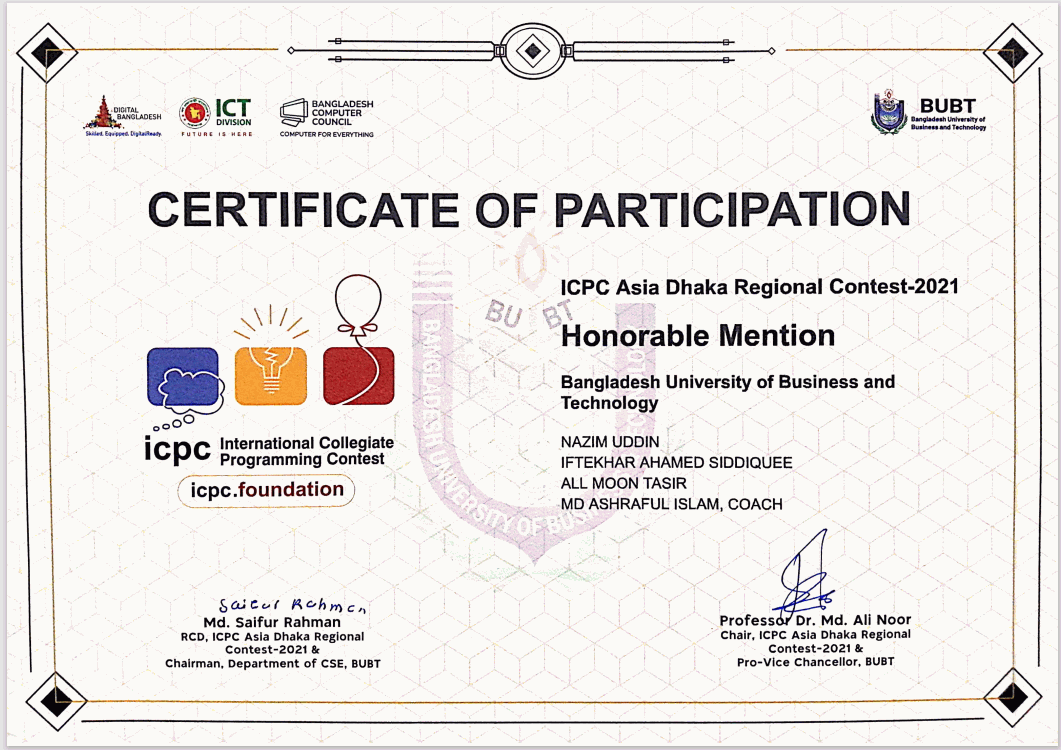 DIGITAL
BANGLADESH
Skilled. Equipped. DigitalReady.
ICT
DIVISION
FUTURE IS HERE
BANGLADESH
COMPUTER
COUNCIL
COMPUTER FOR EVERYTHING
BUBT
Bangladesh University of
Business and Technology
CERTIFICATE OF PARTICIPATION
BU BT
BANGLADESH UNIVERSITY OF BUSINESS
ICPC Asia Dhaka Regional Contest-2021
Honorable Mention
Bangladesh University of Business and
Technology
NAZIM UDDIN
IFTEKHAR AHAMED SIDDIQUEE
ALL MOON TASIR
MD ASHRAFUL ISLAM, COACH
icpc International Collegiate
Programming Contest
icpc.foundation
Saifur Rahman
Md. Saifur Rahman
RCD, ICPC Asia Dhaka Regional
Contest-2021 &
Chairman, Department of CSE, BUBT
Professor Dr. Md. Ali Noor
Chair, ICPC Asia Dhaka Regional
Contest-2021 &
Pro-Vice Chancellor, BUBT